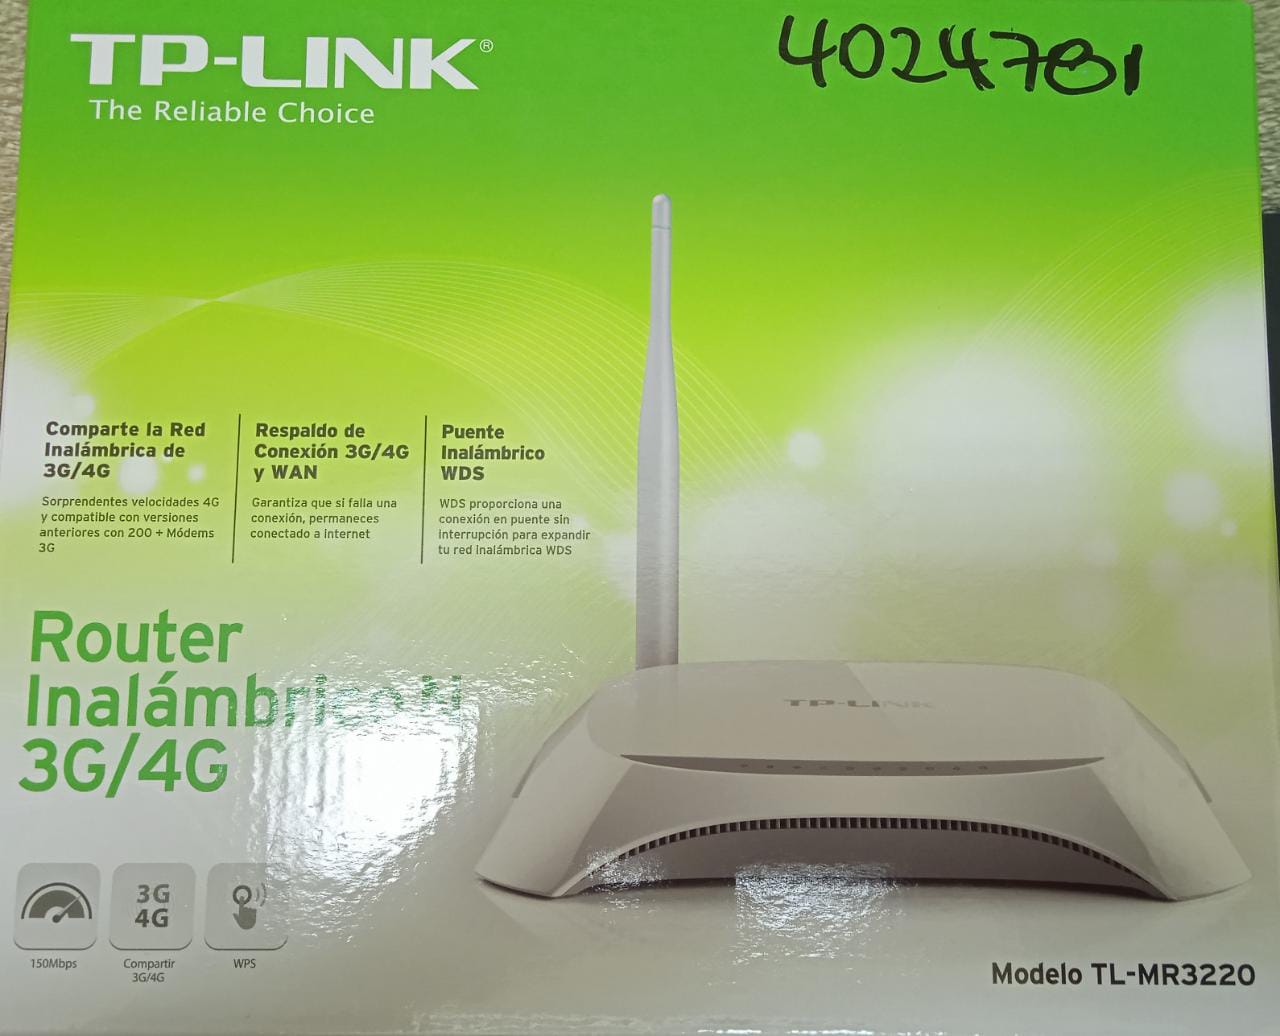 TP-LINK®
The Reliable Choice
4024781
Comparte la Red
Inalámbrica de
3G/4G
Sorprendentes velocidades 4G
y compatible con versiones
anteriores con 200 + Módems
3G
Respaldo de
Conexión 3G/4G
y WAN
Garantiza que si falla una
conexión, permaneces
conectado a internet
Puente
Inalámbrico
WDS
WDS proporciona una
conexión en puente sin
interrupción para expandir
tu red inalámbrica WDS
Router
Inalámbrico N
3G/4G
TP-LINK
3G
4G
150Mbps
Compartir
3G/4G
WPS
Modelo TL-MR3220